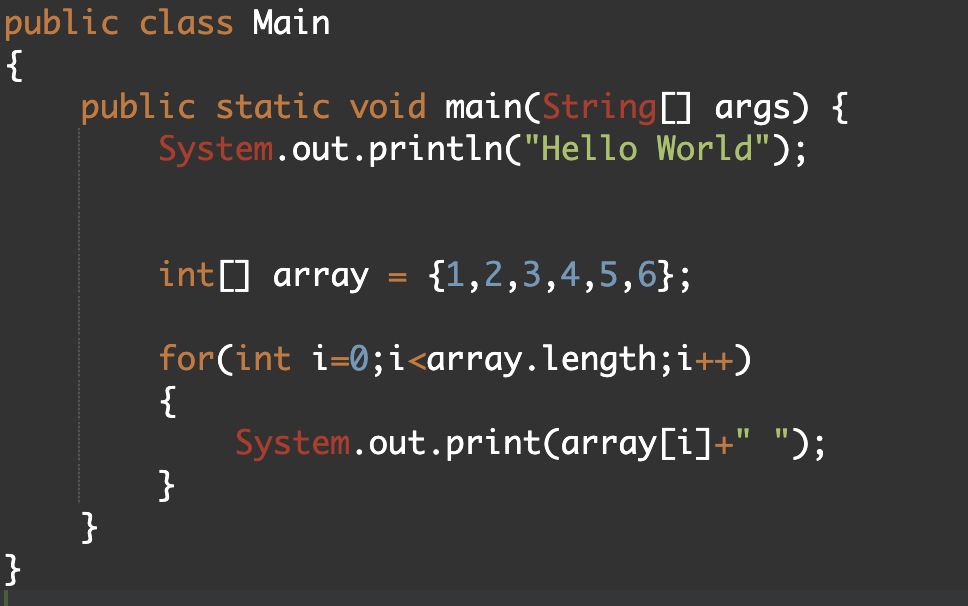 public class Main
{
    public static void main(String[] args) {
        System.out.println("Hello World");
        int[] array = {1,2,3,4,5,6};
        for(int i=0;i<array.length;i++)
        {
            System.out.print(array[i]+" ");
        }
    }
}